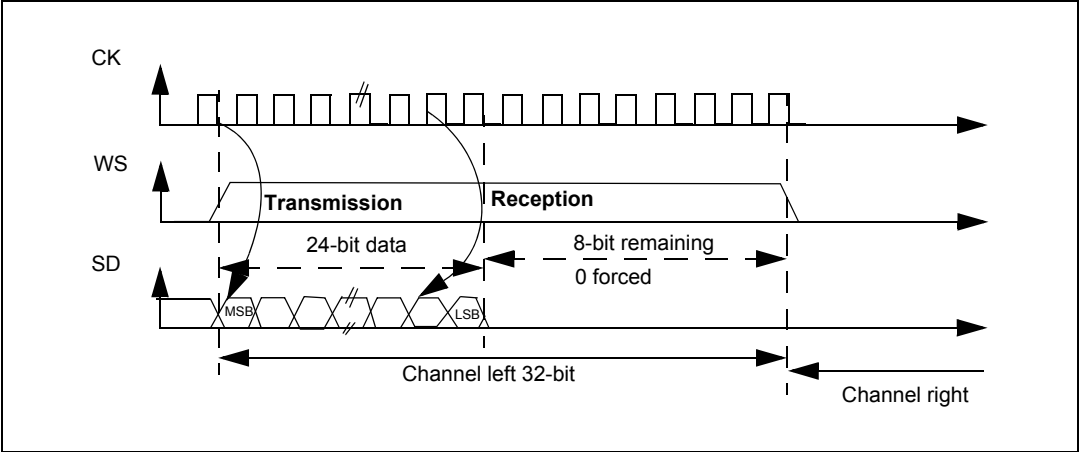 CK
WS
Transmission
Reception
24-bit data
8-bit remaining
SD
0 forced
MSB
LSB
Channel left 32-bit
Channel right